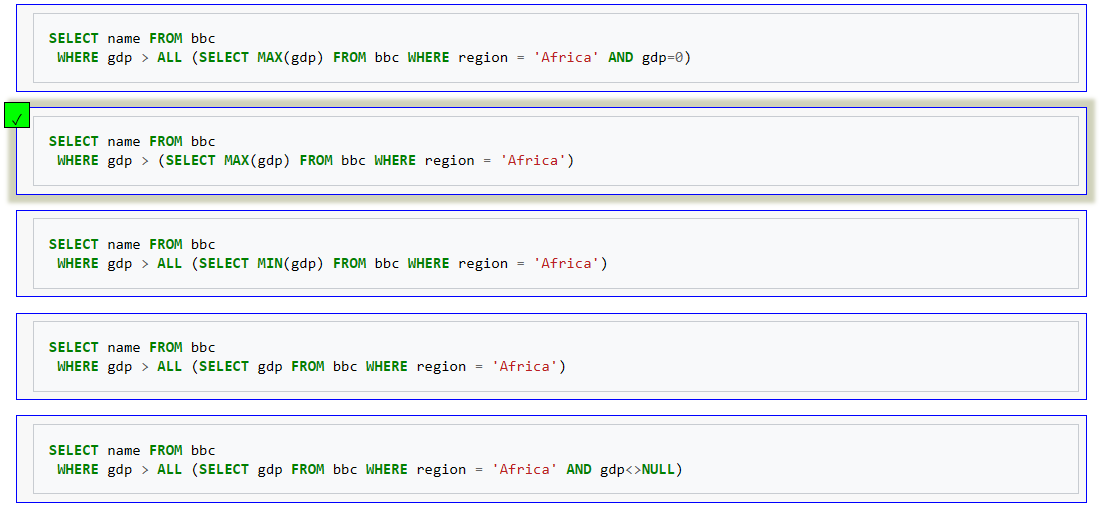 SELECT name FROM bbc
WHERE gdp > ALL (SELECT MAX(gdp) FROM bbc WHERE region = 'Africa' AND gdp=0)
✓
SELECT name FROM bbc
WHERE gdp > (SELECT MAX(gdp) FROM bbc WHERE region = 'Africa')
SELECT name FROM bbc
WHERE gdp > ALL (SELECT MIN(gdp) FROM bbc WHERE region = 'Africa')
SELECT name FROM bbc
WHERE gdp > ALL (SELECT gdp FROM bbc WHERE region = 'Africa')
SELECT name FROM bbc
WHERE gdp > ALL (SELECT gdp FROM bbc WHERE region = 'Africa' AND gdp<>NULL)